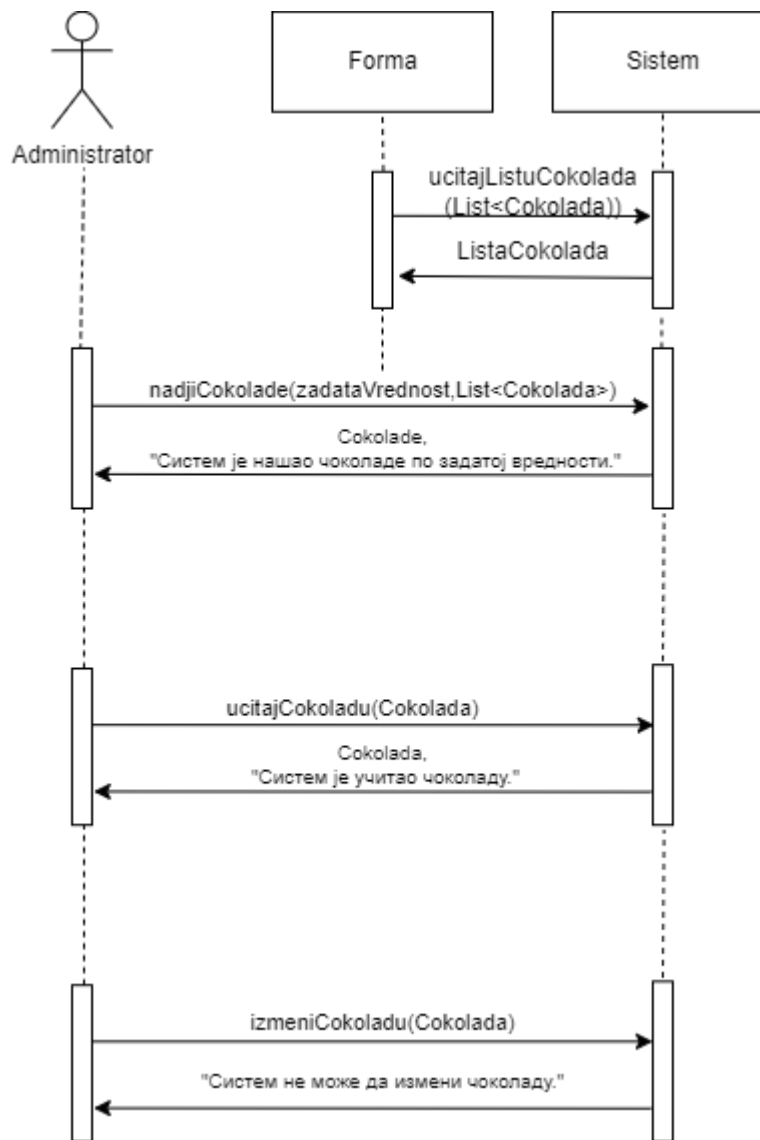 Forma
Sistem
Administrator
ucitajListuCokolada
(List<Cokolada))
ListaCokolada
nadjiCokolade(zadataVrednost,List<Cokolada>)
Cokolade,
"Систем је нашао чоколаде по задатој вредности."
ucitajCokoladu(Cokolada)
Cokolada,
"Систем је учитао чоколаду."
izmeniCokoladu(Cokolada)
"Систем не може да измени чоколаду."